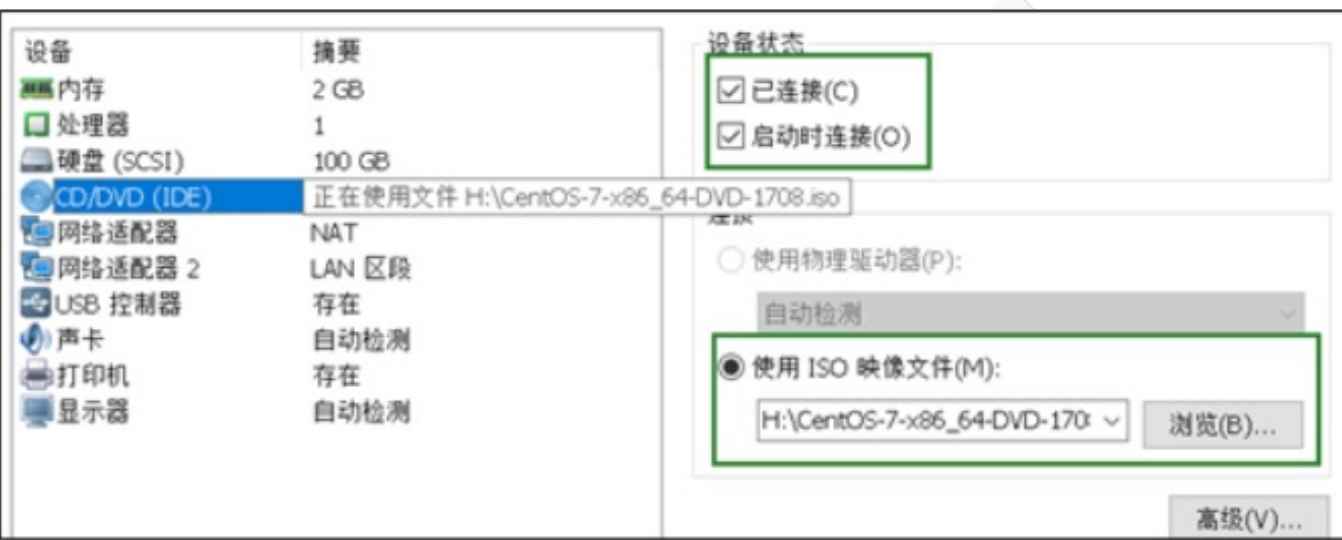 设备 摘要
内存 2 GB
处理器 1
硬盘 (SCSI) 100 GB
CD/DVD (IDE) 正在使用文件 H:\CentOS-7-x86_64-DVD-1708.iso
网络适配器 NAT
网络适配器 2 LAN 区段
USB 控制器 存在
声卡 自动检测
打印机 存在
显示器 自动检测
设备状态
已连接(C)
启动时连接(O)
使用物理驱动器(P):
自动检测
使用 ISO 映像文件(M):
H:\CentOS-7-x86_64-DVD-170
浏览(B)...
高级(V)...